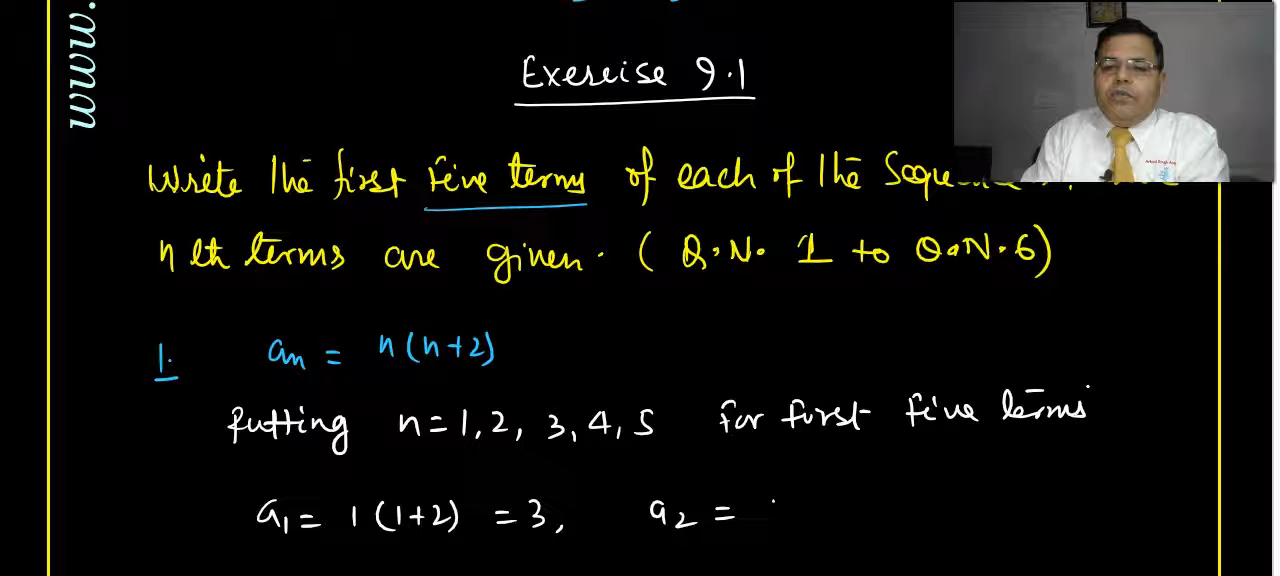 www.
Exercise 9.1
Write the first five terms of each of the
nth terms are given. (Q.N. 1 to Q.N.6)
1. an = n(n+2)
Putting n=1,2, 3,4,5 for first five terms
a1 = 1(1+2) = 3, a2 =